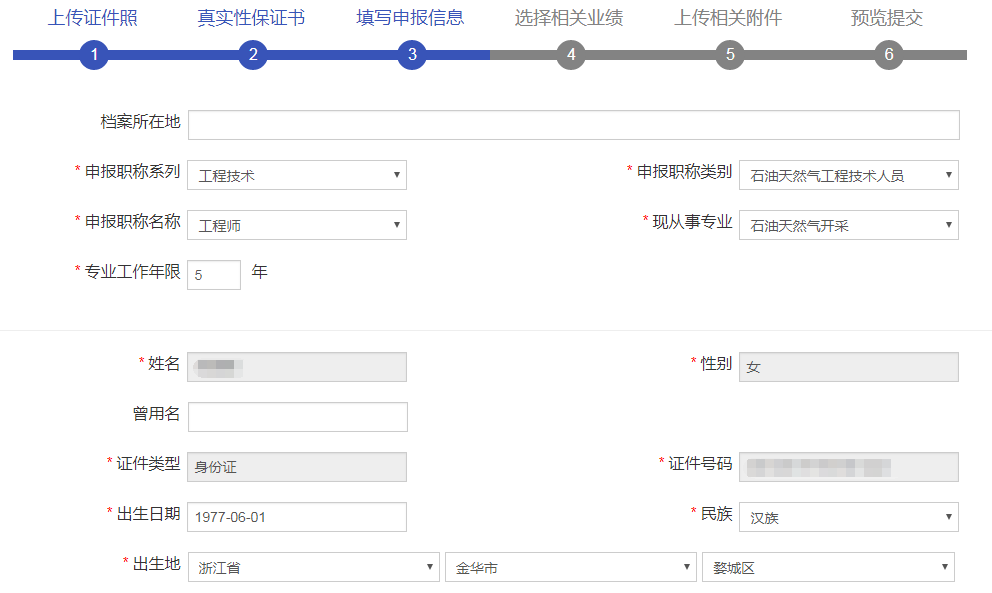 上传证件照 真实性保证书 填写申报信息 选择相关业绩 上传相关附件 预览提交
1 2 3 4 5 6
档案所在地
* 申报职称系列 工程技术 * 申报职称类别 石油天然气工程技术人员
* 申报职称名称 工程师 * 现从事专业 石油天然气开采
* 专业工作年限 5 年
* 姓名 * 性别 女
曾用名
* 证件类型 身份证 * 证件号码
* 出生日期 1977-06-01 * 民族 汉族
* 出生地 浙江省 金华市 婺城区